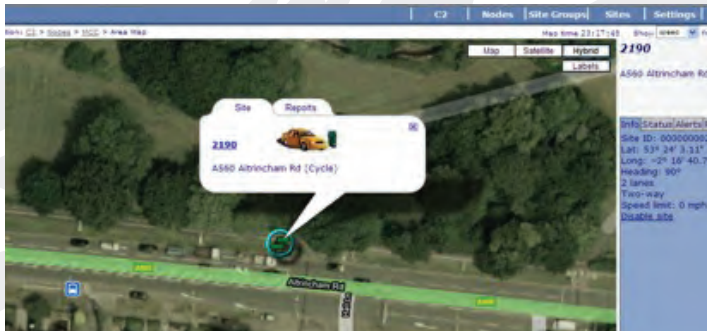 C2 | Nodes | Site Groups | Sites | Settings
tion: C2 > Nodes > MCC > Area Map
Map time 23:17:45 Show speed
Map Satellite Hybrid
Labels
2190
A560 Altrincham Rd
Site Reports
2190
A560 Altrincham Rd (Cycle)
Info Status Alerts
Site ID: 000000002
Lat: 53° 24' 3.11"
Long: -2° 16' 40.7
Heading: 90°
2 lanes
Two-way
Speed limit: 0 mph
Disable site
S
A560
Altrincham Rd
A560